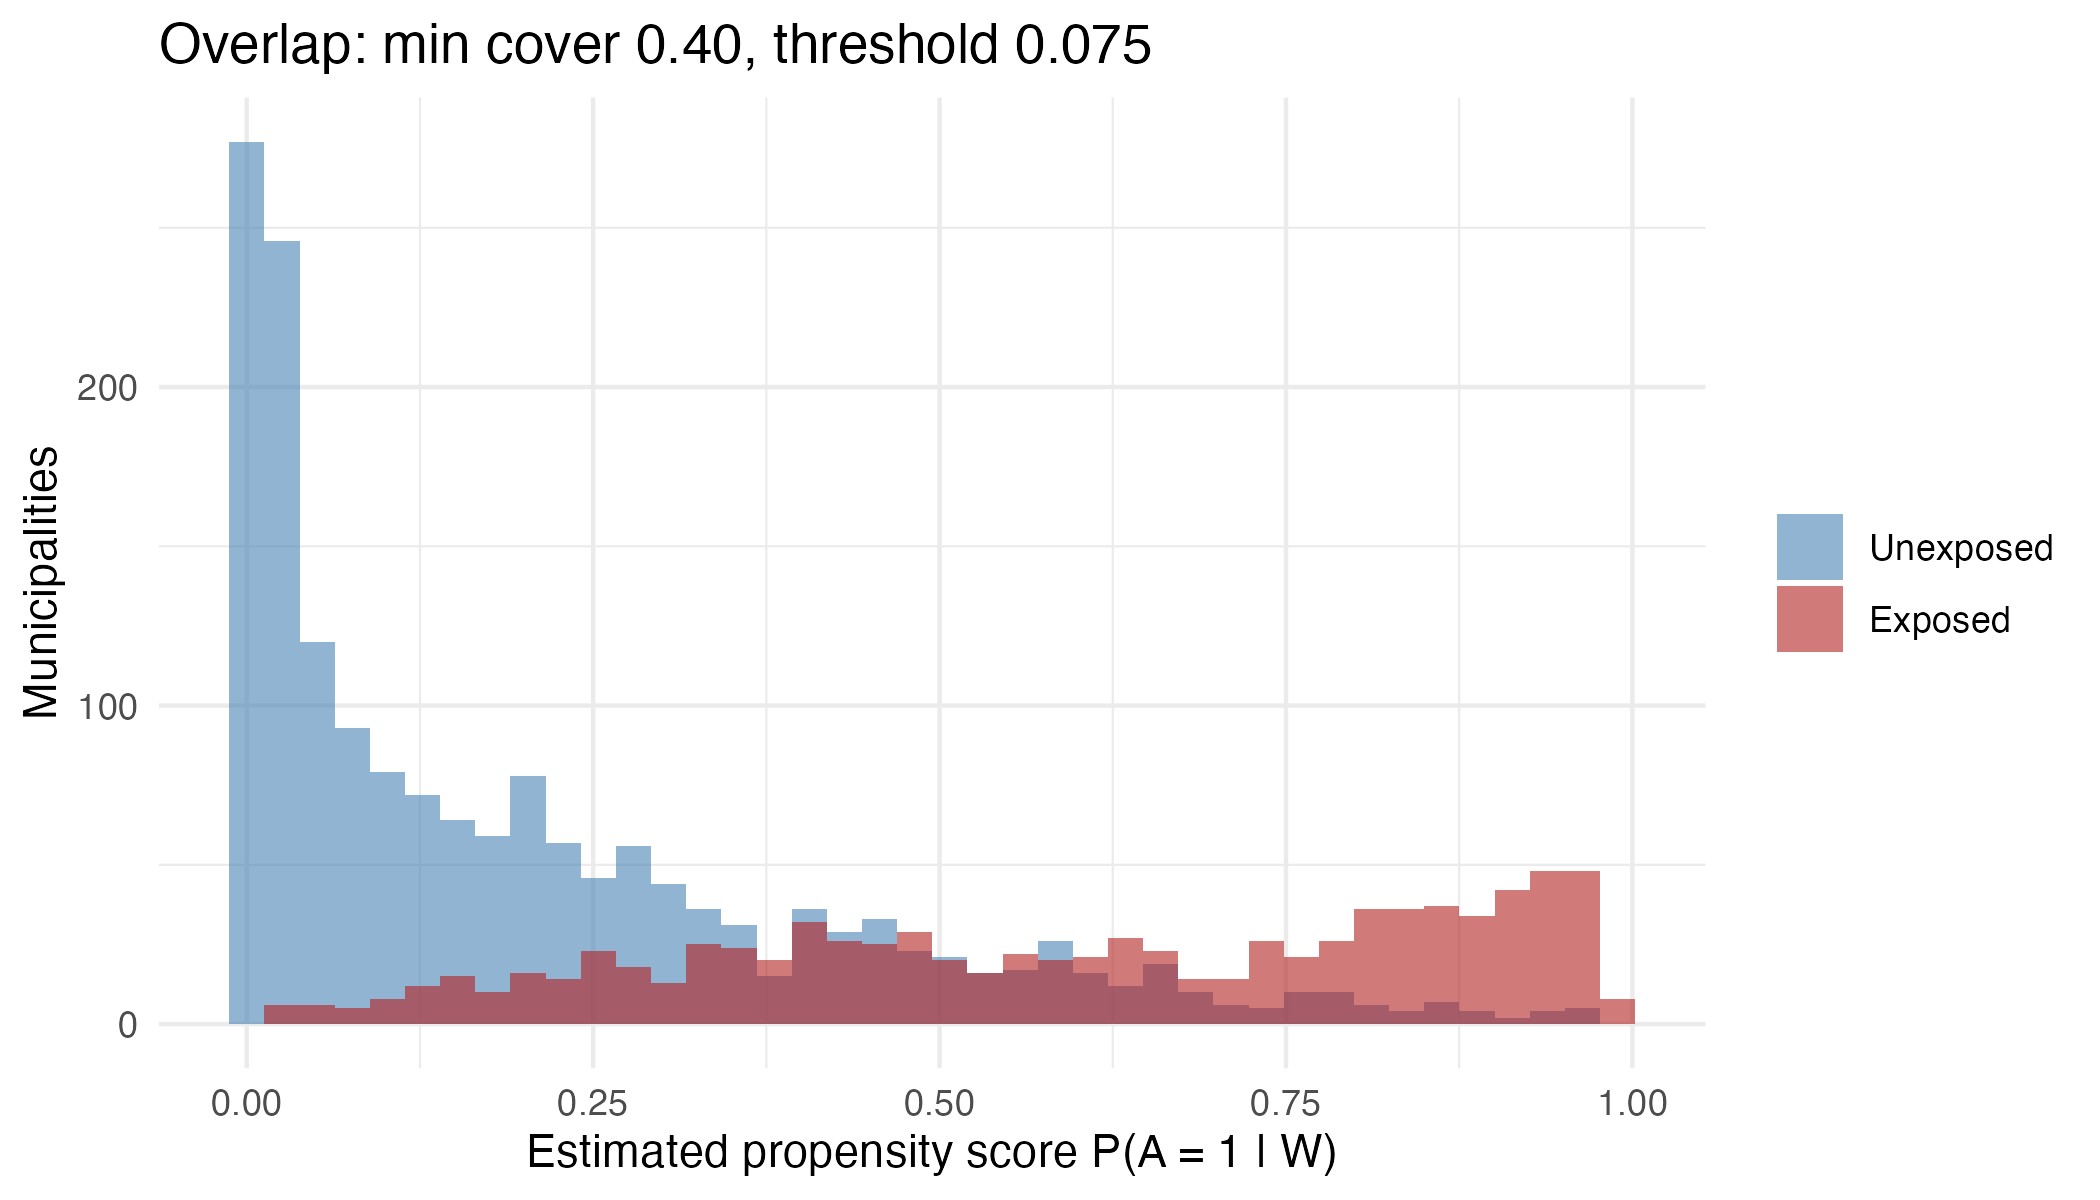 Overlap: min cover 0.40, threshold 0.075
Municipalities
200
100
0
0.00 0.25 0.50 0.75 1.00
Estimated propensity score P(A = 1 | W)
Unexposed
Exposed